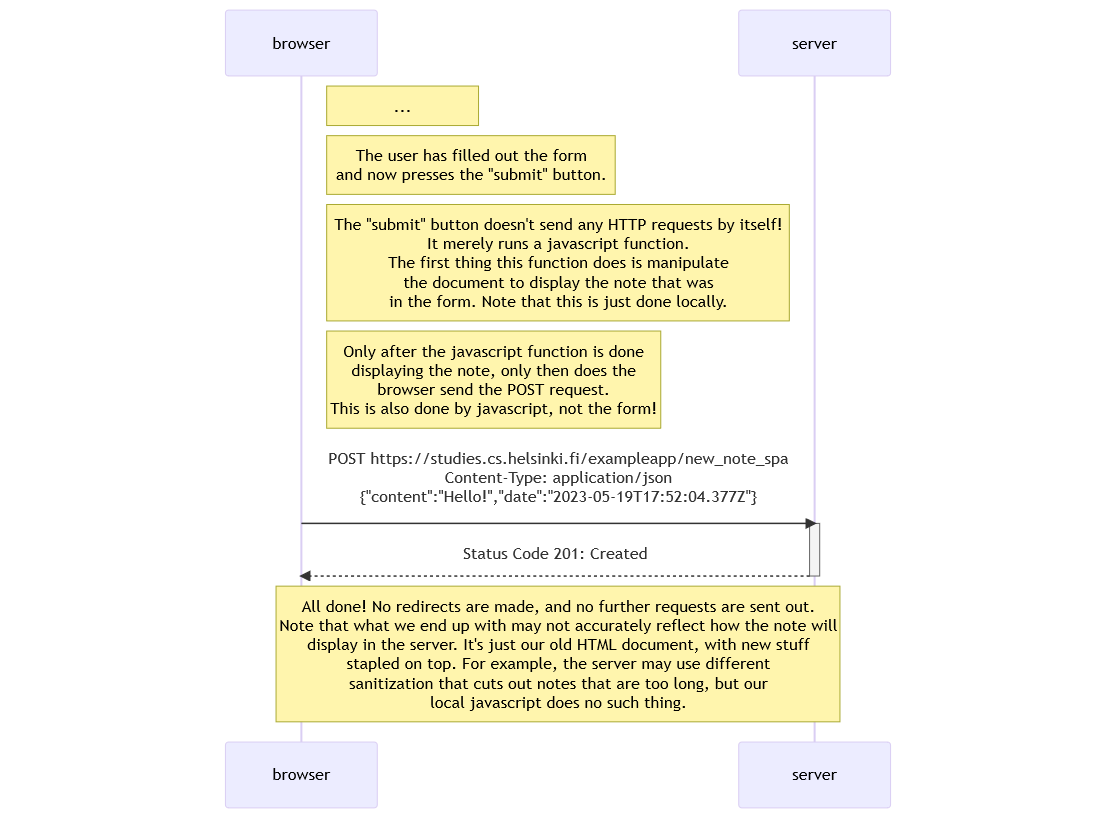 browser
server
...
The user has filled out the form
and now presses the "submit" button.
The "submit" button doesn't send any HTTP requests by itself!
It merely runs a javascript function.
The first thing this function does is manipulate
the document to display the note that was
in the form. Note that this is just done locally.
Only after the javascript function is done
displaying the note, only then does the
browser send the POST request.
This is also done by javascript, not the form!
POST https://studies.cs.helsinki.fi/exampleapp/new_note_spa
Content-Type: application/json
{"content":"Hello!","date":"2023-05-19T17:52:04.377Z"}
Status Code 201: Created
All done! No redirects are made, and no further requests are sent out.
Note that what we end up with may not accurately reflect how the note will
display in the server. It's just our old HTML document, with new stuff
stapled on top. For example, the server may use different
sanitization that cuts out notes that are too long, but our
local javascript does no such thing.
browser
server